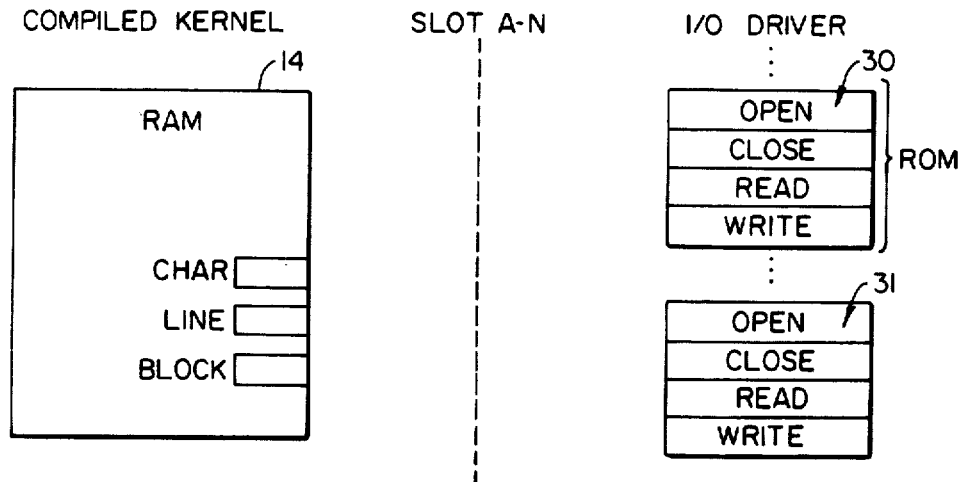 COMPILED KERNEL
SLOT A-N
I/O DRIVER
14
RAM
CHAR
LINE
BLOCK
30
OPEN
CLOSE
READ
WRITE
ROM
31
OPEN
CLOSE
READ
WRITE